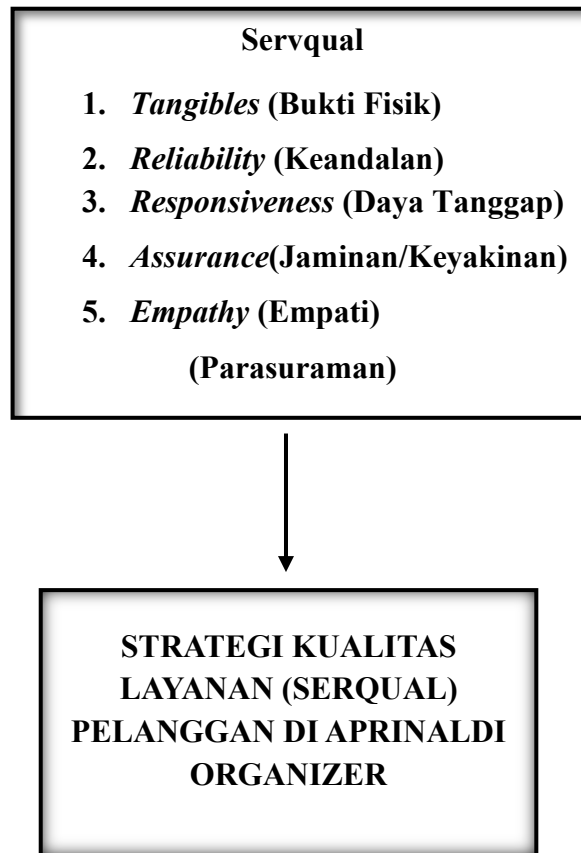 Servqual
1. Tangibles (Bukti Fisik)
2. Reliability (Keandalan)
3. Responsiveness (Daya Tanggap)
4. Assurance(Jaminan/Keyakinan)
5. Empathy (Empati)
(Parasuraman)
STRATEGI KUALITAS
LAYANAN (SERQUAL)
PELANGGAN DI APRINALDI
ORGANIZER